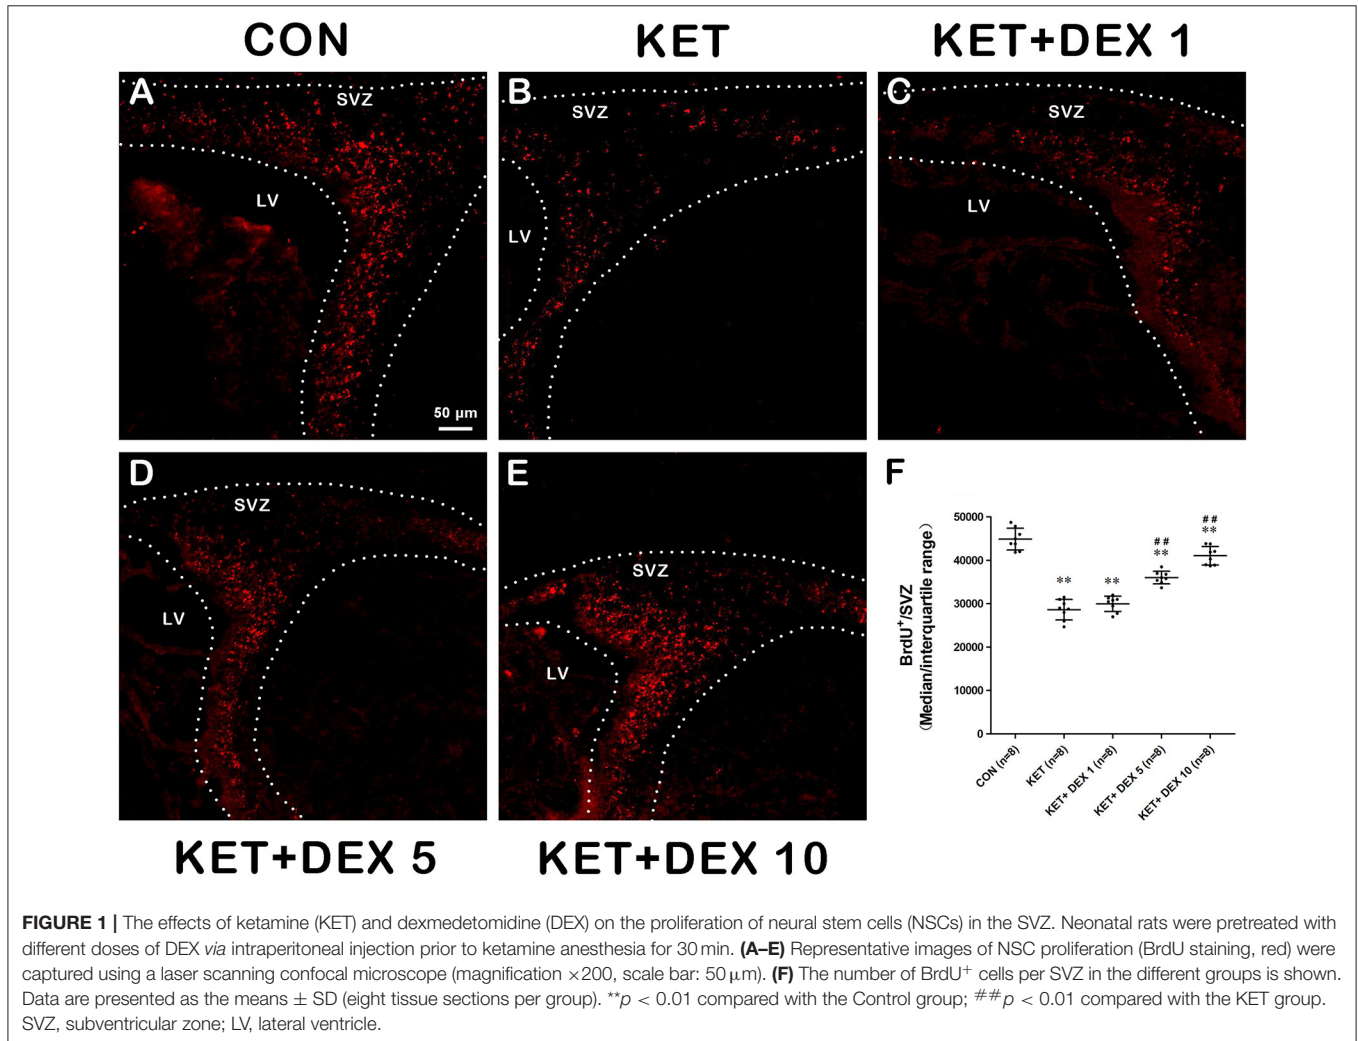 CON
KET
KET+DEX 1
A
SVZ
LV
50 µm
B
SVZ
LV
C
SVZ
LV
D
SVZ
LV
E
SVZ
LV
F
BrdU⁺/SVZ
(Median/interquartile range)
50000
40000
30000
20000
10000
0
**
**
##
**
##
**
CON (n=8)
KET (n=8)
KET+ DEX 1 (n=8)
KET+ DEX 5 (n=8)
KET+ DEX 10 (n=8)
KET+DEX 5
KET+DEX 10
FIGURE 1 | The effects of ketamine (KET) and dexmedetomidine (DEX) on the proliferation of neural stem cells (NSCs) in the SVZ. Neonatal rats were pretreated with
different doses of DEX via intraperitoneal injection prior to ketamine anesthesia for 30 min. (A–E) Representative images of NSC proliferation (BrdU staining, red) were
captured using a laser scanning confocal microscope (magnification ×200, scale bar: 50 µm). (F) The number of BrdU⁺ cells per SVZ in the different groups is shown.
Data are presented as the means ± SD (eight tissue sections per group). **p < 0.01 compared with the Control group; ##p < 0.01 compared with the KET group.
SVZ, subventricular zone; LV, lateral ventricle.